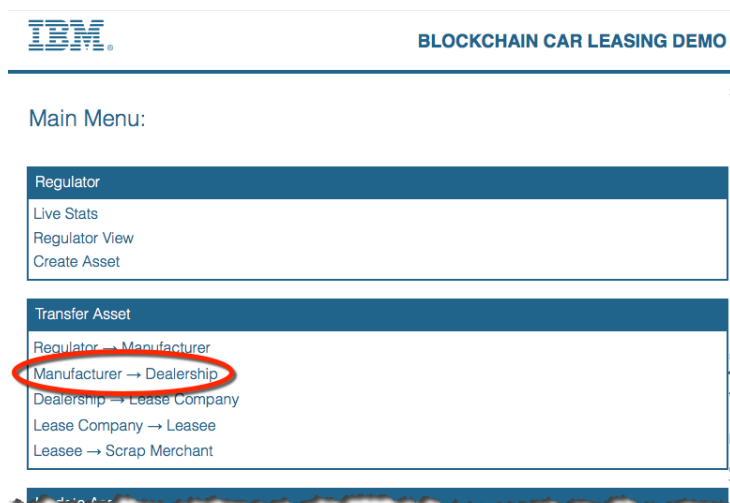 IBM®
BLOCKCHAIN CAR LEASING DEMO
Main Menu:
Regulator
Live Stats
Regulator View
Create Asset
Transfer Asset
Regulator → Manufacturer
Manufacturer → Dealership
Dealership → Lease Company
Lease Company → Leasee
Leasee → Scrap Merchant